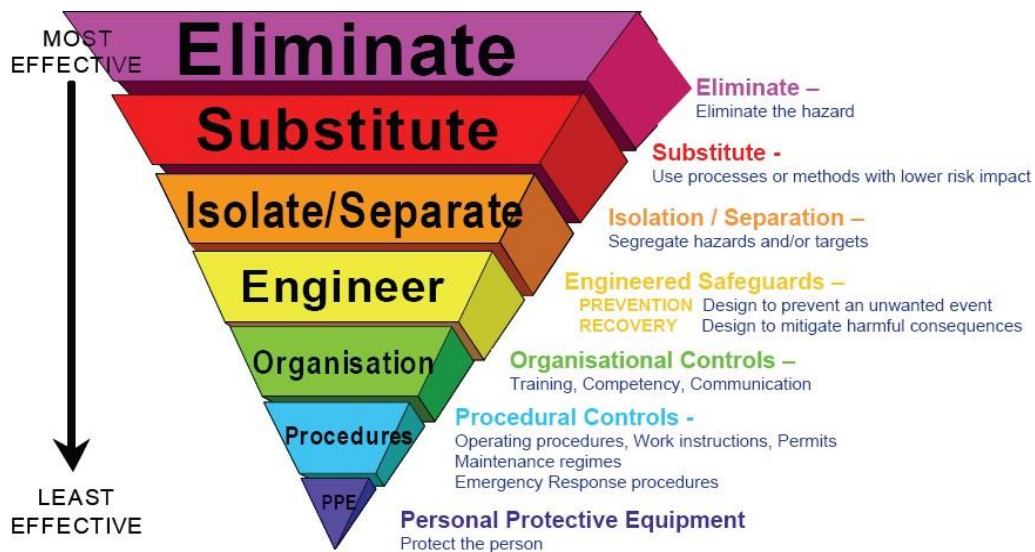 MOST
EFFECTIVE
Eliminate
Eliminate –
Eliminate the hazard
Substitute
Substitute -
Use processes or methods with lower risk impact
Isolate/Separate
Isolation / Separation –
Segregate hazards and/or targets
Engineer
Engineered Safeguards –
PREVENTION Design to prevent an unwanted event
RECOVERY Design to mitigate harmful consequences
Organisation
Organisational Controls –
Training, Competency, Communication
Procedures
Procedural Controls -
Operating procedures, Work instructions, Permits
Maintenance regimes
Emergency Response procedures
LEAST
EFFECTIVE
PPE
Personal Protective Equipment
Protect the person